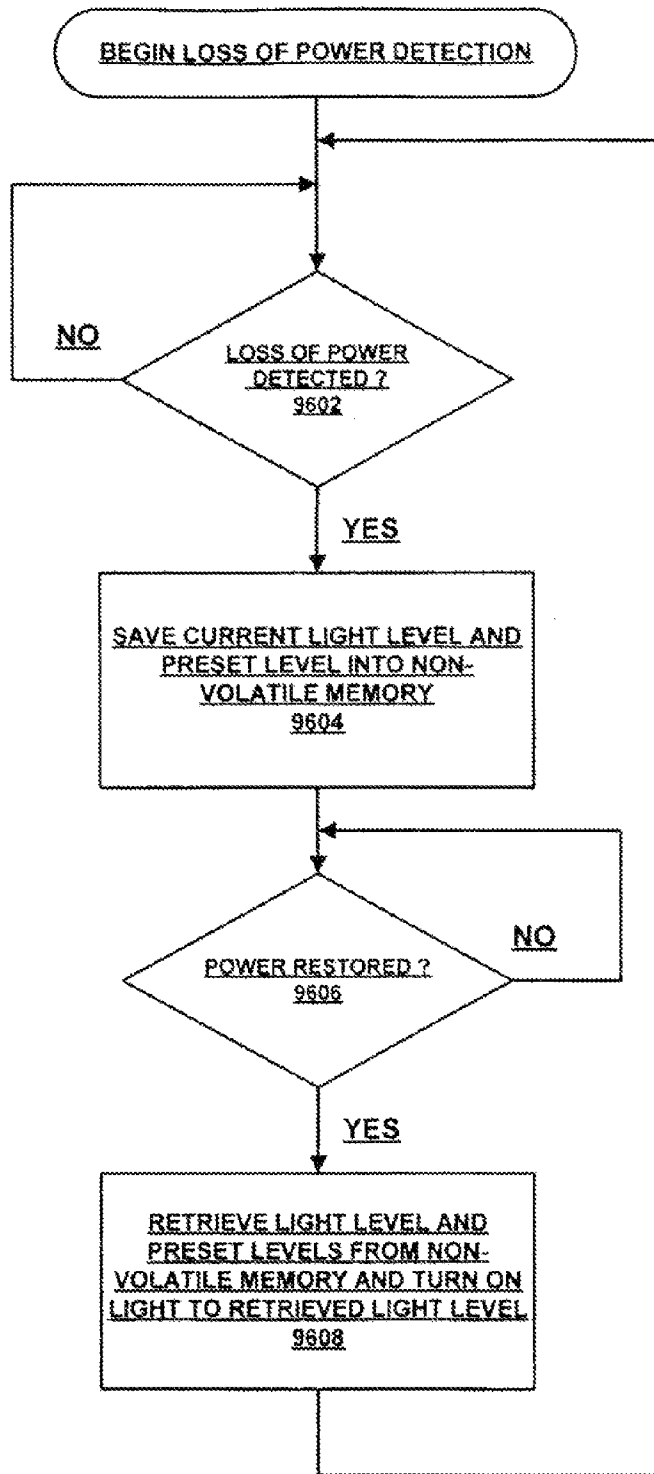 BEGIN LOSS OF POWER DETECTION
NO
LOSS OF POWER
DETECTED ?
9602
YES
SAVE CURRENT LIGHT LEVEL AND
PRESET LEVEL INTO NON-
VOLATILE MEMORY
9604
NO
POWER RESTORED ?
9606
YES
RETRIEVE LIGHT LEVEL AND
PRESET LEVELS FROM NON-
VOLATILE MEMORY AND TURN ON
LIGHT TO RETRIEVED LIGHT LEVEL
9608